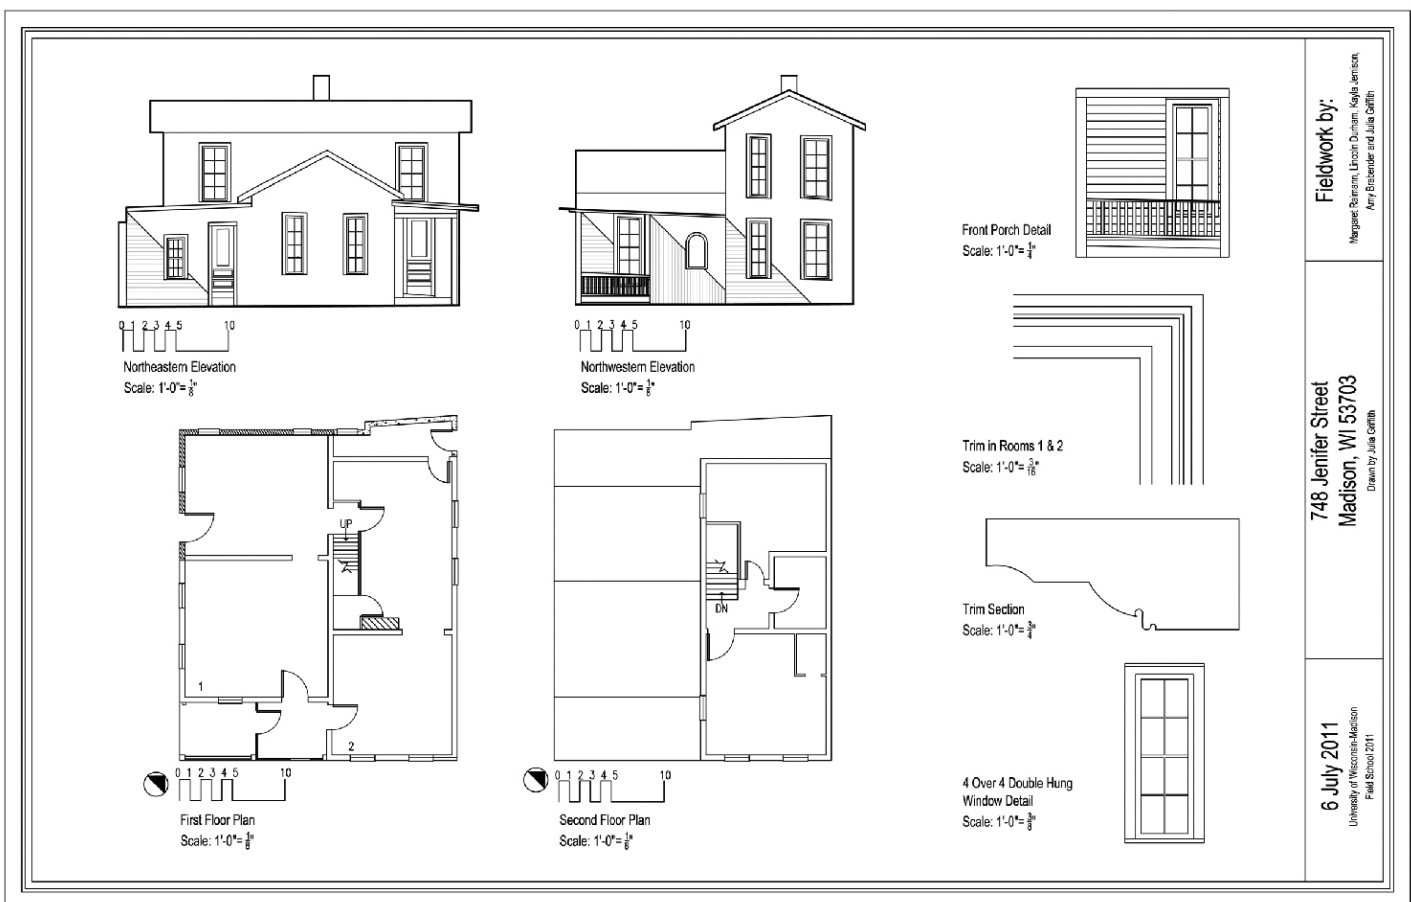 0 1 2 3 4 5 10
Northeastern Elevation
Scale: 1'-0"= 1/8"
0 1 2 3 4 5 10
Northwestern Elevation
Scale: 1'-0"= 1/8"
Front Porch Detail
Scale: 1'-0"= 1/4"
Trim in Rooms 1 & 2
Scale: 1'-0"= 3/16"
Trim Section
Scale: 1'-0"= 3/4"
4 Over 4 Double Hung
Window Detail
Scale: 1'-0"= 3/8"
UP
1
2
0 1 2 3 4 5 10
First Floor Plan
Scale: 1'-0"= 1/8"
DN
0 1 2 3 4 5 10
Second Floor Plan
Scale: 1'-0"= 1/8"
Fieldwork by:
Margaret Raimann, Lincoln Durham, Kayla Jemison,
Amy Brabender and Julia Griffith
748 Jenifer Street
Madison, WI 53703
Drawn by Julia Griffith
6 July 2011
University of Wisconsin-Madison
Field School 2011